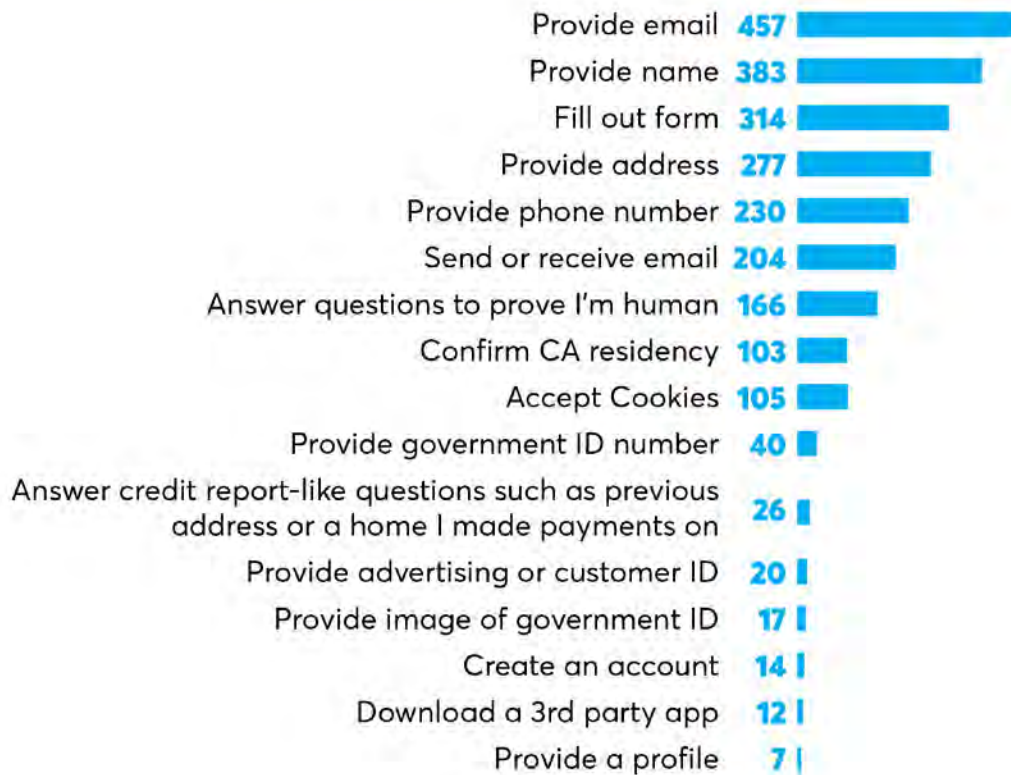 Provide email 457
Provide name 383
Fill out form 314
Provide address 277
Provide phone number 230
Send or receive email 204
Answer questions to prove I'm human 166
Confirm CA residency 103
Accept Cookies 105
Provide government ID number 40
Answer credit report-like questions such as previous
address or a home I made payments on 26
Provide advertising or customer ID 20
Provide image of government ID 17
Create an account 14
Download a 3rd party app 12
Provide a profile 7